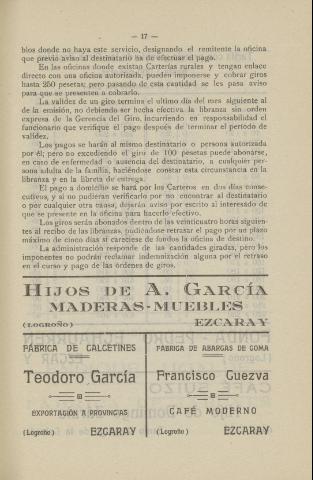 — 17 —
blos donde no haya este servicio, designando el remitente la oficina
que previo aviso al destinatario ha de efectuar el pago.
En las oficinas donde existan Carterías rurales y tengan enlace
directo con una oficina autorizada, pueden imponerse y cobrar giros
hasta 250 pesetas; pero pasando de esta cantidad se les pasa aviso
para que se presenten a cobrarlo.
La validez de un giro termina el último día del mes siguiente al
de la emisión, no debiendo ser hecha efectiva la libranza sin orden
expresa de la Gerencia del Giro, incurriendo en responsabilidad el
funcionario que verifique el pago después de terminar el periodo de
validez.
Los pagos se harán al mismo destinatario o persona autorizada
por él; pero no excediendo el giro de 100 pesetas puede abonarse,
en caso de enfermedad o ausencia del destinatario, a cualquier per-
sona adulta de la familia, haciéndose constar esta circunstancia en la
libranza y en la libreta de entrega.
El pago a domicilio se hará por los Carteros en dos días conse-
cutivos, y si no pudieran verificarlo por no encontrar al destinatario
o por cualquier otra causa, dejarán aviso por escrito al interesado de
que se presente en la oficina para hacerlo efectivo.
Los giros serán abonados dentro de las veinticuatro horas siguien-
tes al recibo de las libranzas, pudiéndose retrasar el pago por un plazo
máximo de cinco días si careciese de fondos la oficina de destino.
La administración responde de las cantidades giradas, pero los
imponentes no podrán reclamar indemnización alguna por el retraso
en el curso y pago de las órdenes de giros.
HIJOS DE A. GARCÍA
MADERAS-MUEBLES
(LOGROÑO) EZCARAY
FÁBRICA DE CALCETINES
Teodoro García
EXPORTACIÓN A PROVINCIAS
(Logroño) EZCARAY
FABRICA DE ABARGAS DE GOMA
Francisco Cuezva
CAFÉ MODERNO
(Logroño) EZCARAY